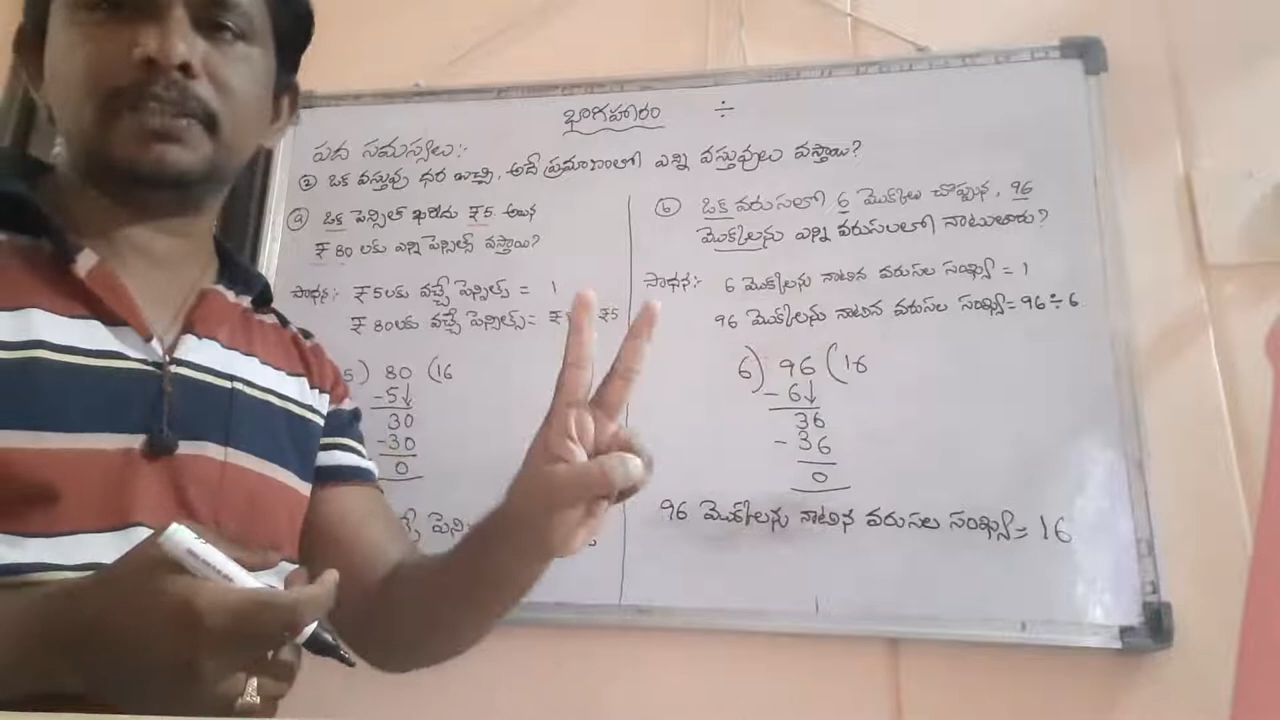 భాగహారం ÷
పద సమస్యలు:-
② ఒక వస్తువు ధర ఇచ్చి, అదే ప్రమాణంలో ఎన్ని వస్తువులు వస్తాయి?
ⓐ ఒక పెన్సిల్ ఖరీదు ₹5 అయిన
₹ 80 లకు ఎన్ని పెన్సిల్స్ వస్తాయి?
సాధన:- ₹5లకు వచ్చే పెన్సిల్స్ = 1
₹ 80లకు వచ్చే పెన్సిల్స్ = ₹ ₹5
5) 80 (16
-5↓
30
-30
0
ⓑ ఒక వరుసలో 6 మొక్కలు చొప్పున, 96
మొక్కలను ఎన్ని వరుసలలో నాటుతారు?
సాధన:- 6 మొక్కలను నాటిన వరుసల సంఖ్య = 1
96 మొక్కలను నాటిన వరుసల సంఖ్య = 96 ÷ 6
6) 96 (16
- 6↓
36
- 36
0
96 మొక్కలను నాటిన వరుసల సంఖ్య = 16